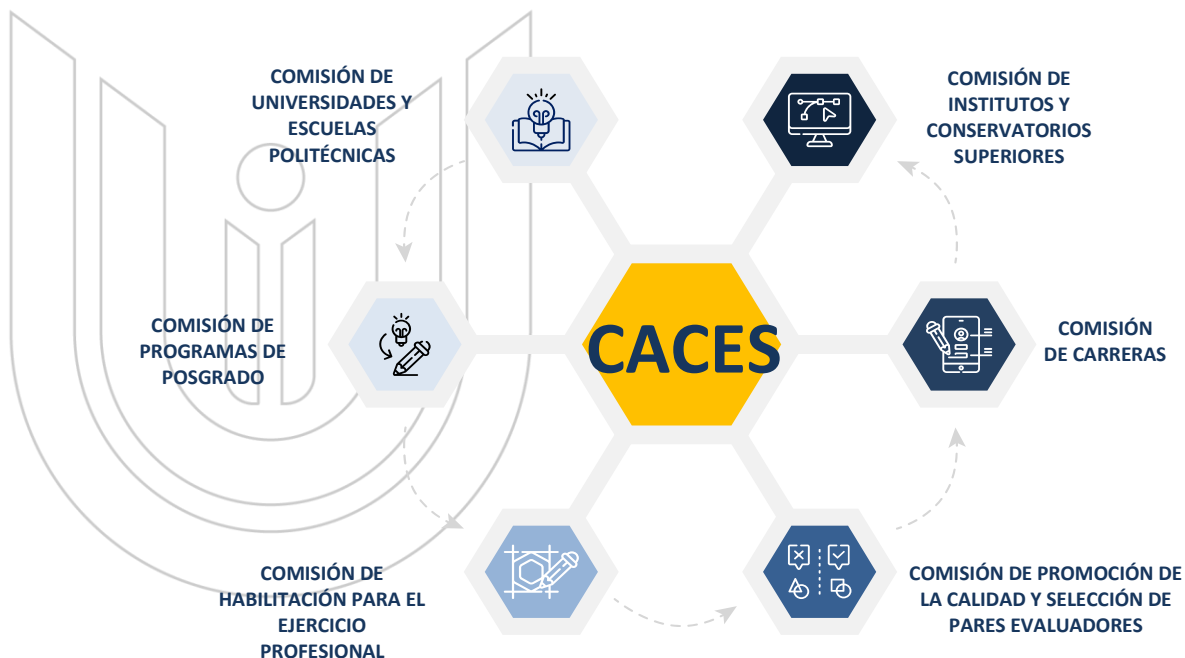 COMISIÓN DE
UNIVERSIDADES Y
ESCUELAS
POLITÉCNICAS
COMISIÓN DE
INSTITUTOS Y
CONSERVATORIOS
SUPERIORES
COMISIÓN DE
PROGRAMAS DE
POSGRADO
CACES
COMISIÓN
DE CARRERAS
COMISIÓN DE
HABILITACIÓN PARA EL
EJERCICIO
PROFESIONAL
COMISIÓN DE PROMOCIÓN DE
LA CALIDAD Y SELECCIÓN DE
PARES EVALUADORES